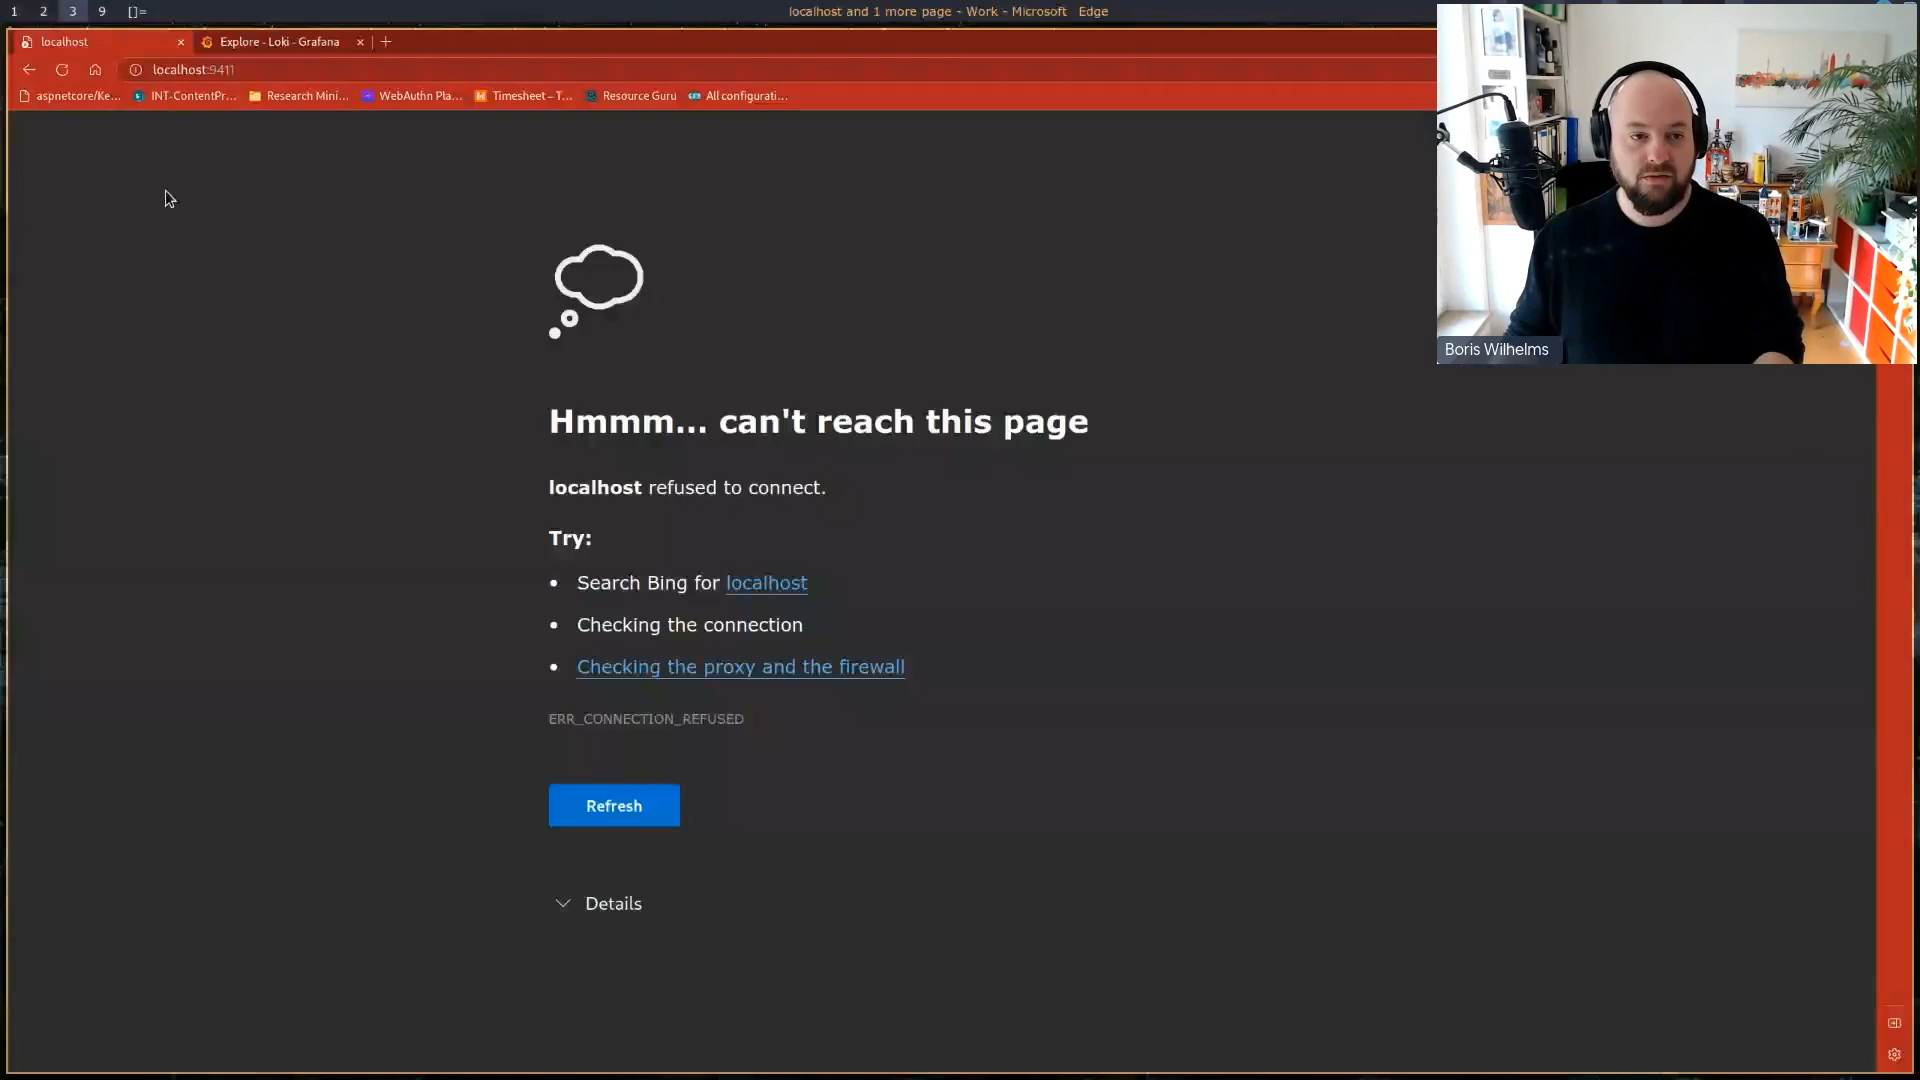 1 2 3 9 []= localhost and 1 more page - Work - Microsoft Edge
localhost Explore - Loki - Grafana
localhost:9411
aspnetcore/Ke... INT-ContentPr... Research Mini... WebAuthn Pla... Timesheet – T... Resource Guru All configurati...
Boris Wilhelms
Hmmm... can't reach this page
localhost refused to connect.
Try:
• Search Bing for localhost
• Checking the connection
• Checking the proxy and the firewall
ERR_CONNECTION_REFUSED
Refresh
Details